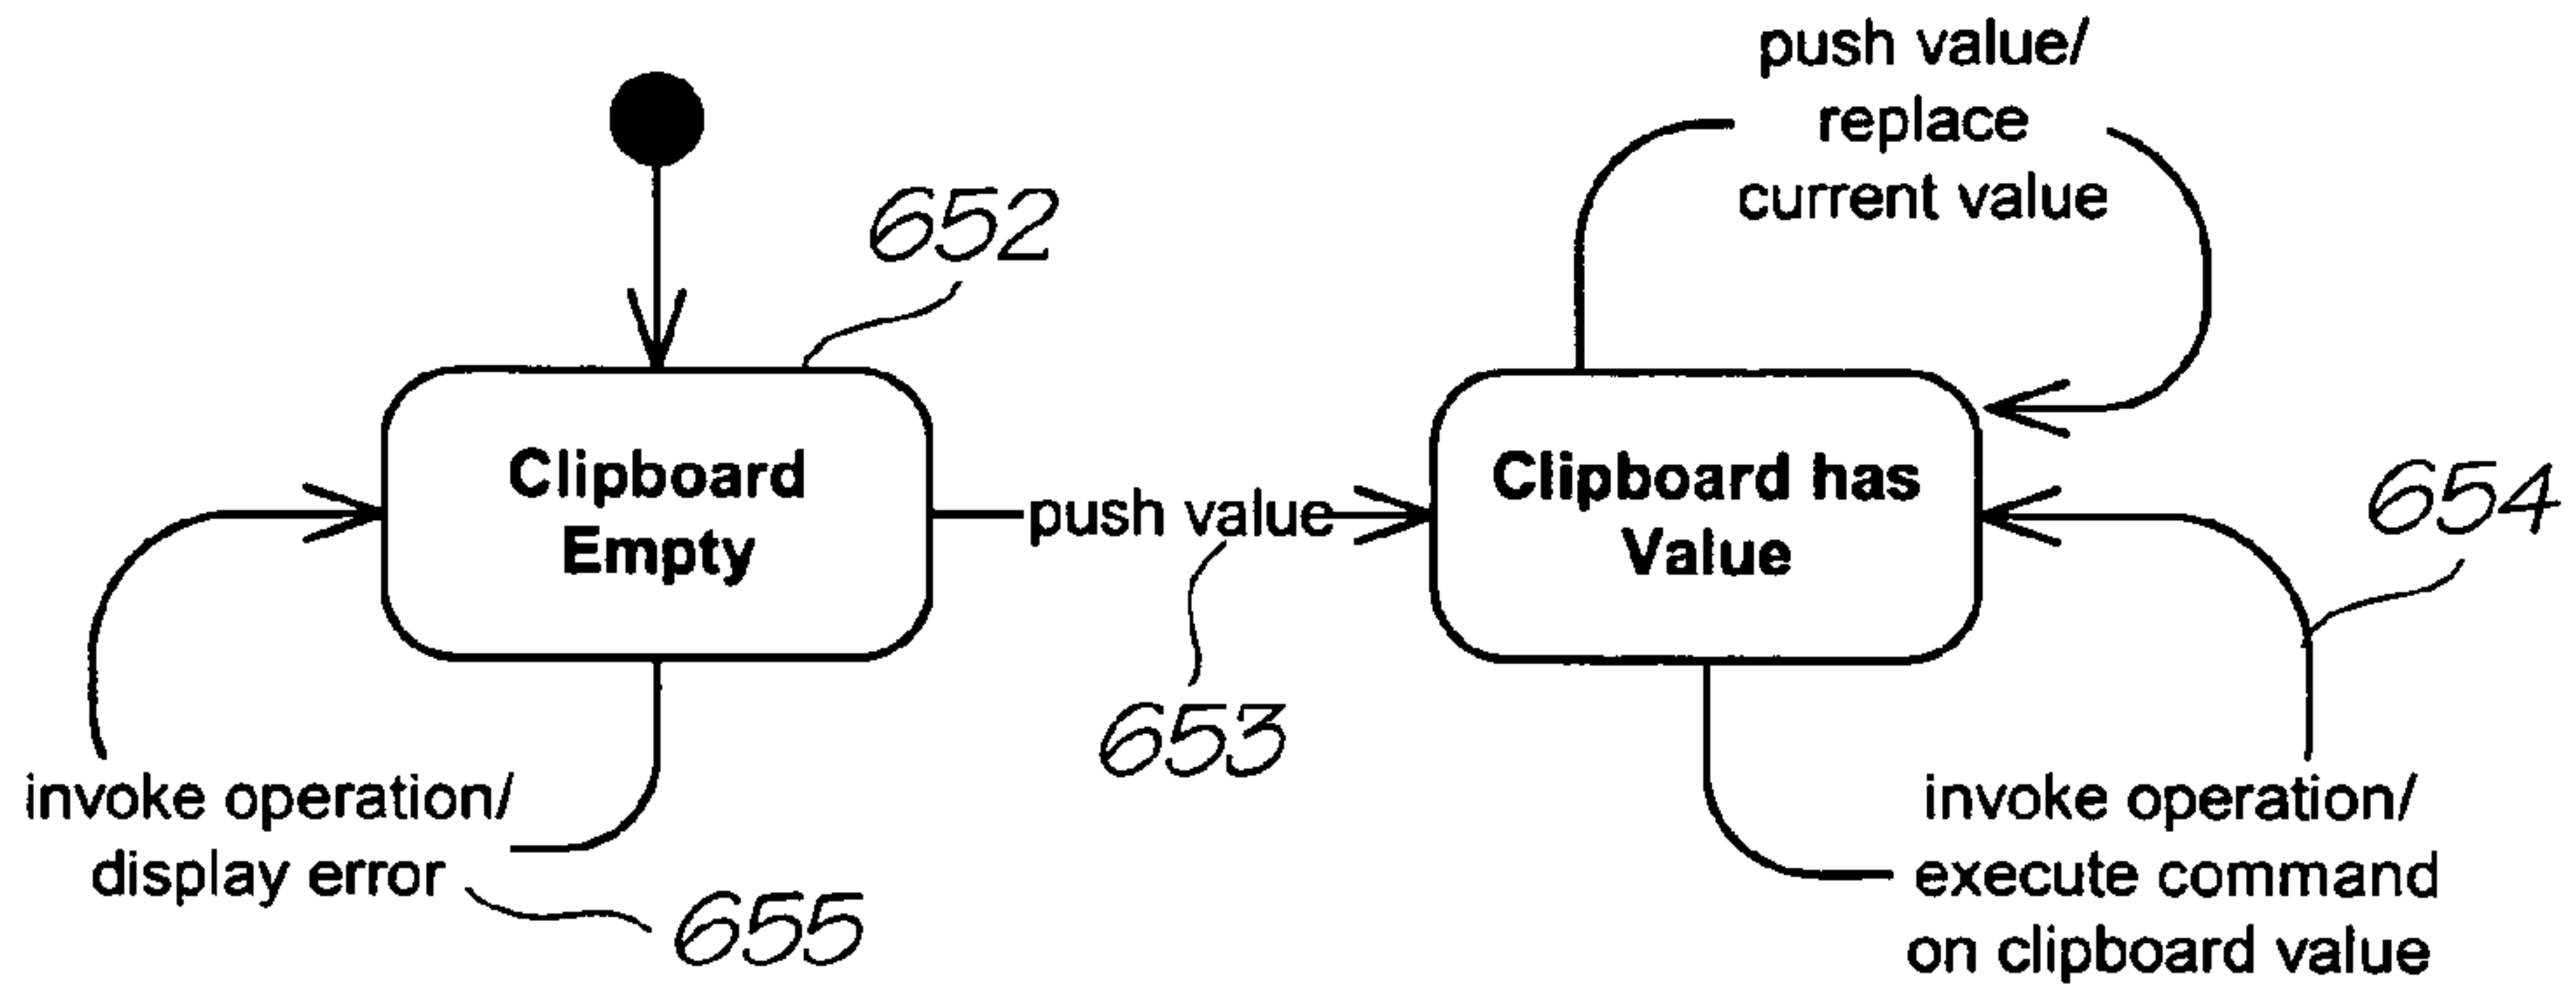 push value/
replace
current value
652
Clipboard
Empty
push value
Clipboard has
Value
654
653
invoke operation/
display error
655
invoke operation/
execute command
on clipboard value